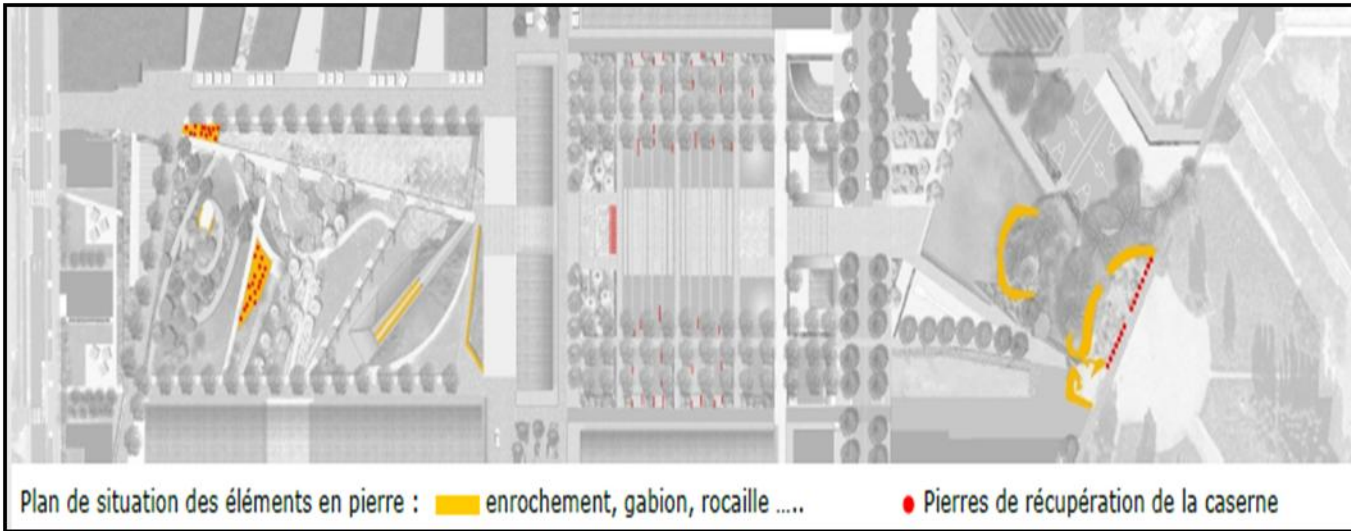 Plan de situation des éléments en pierre : enrochement, gabion, rocaille ..... Pierres de récupération de la caserne